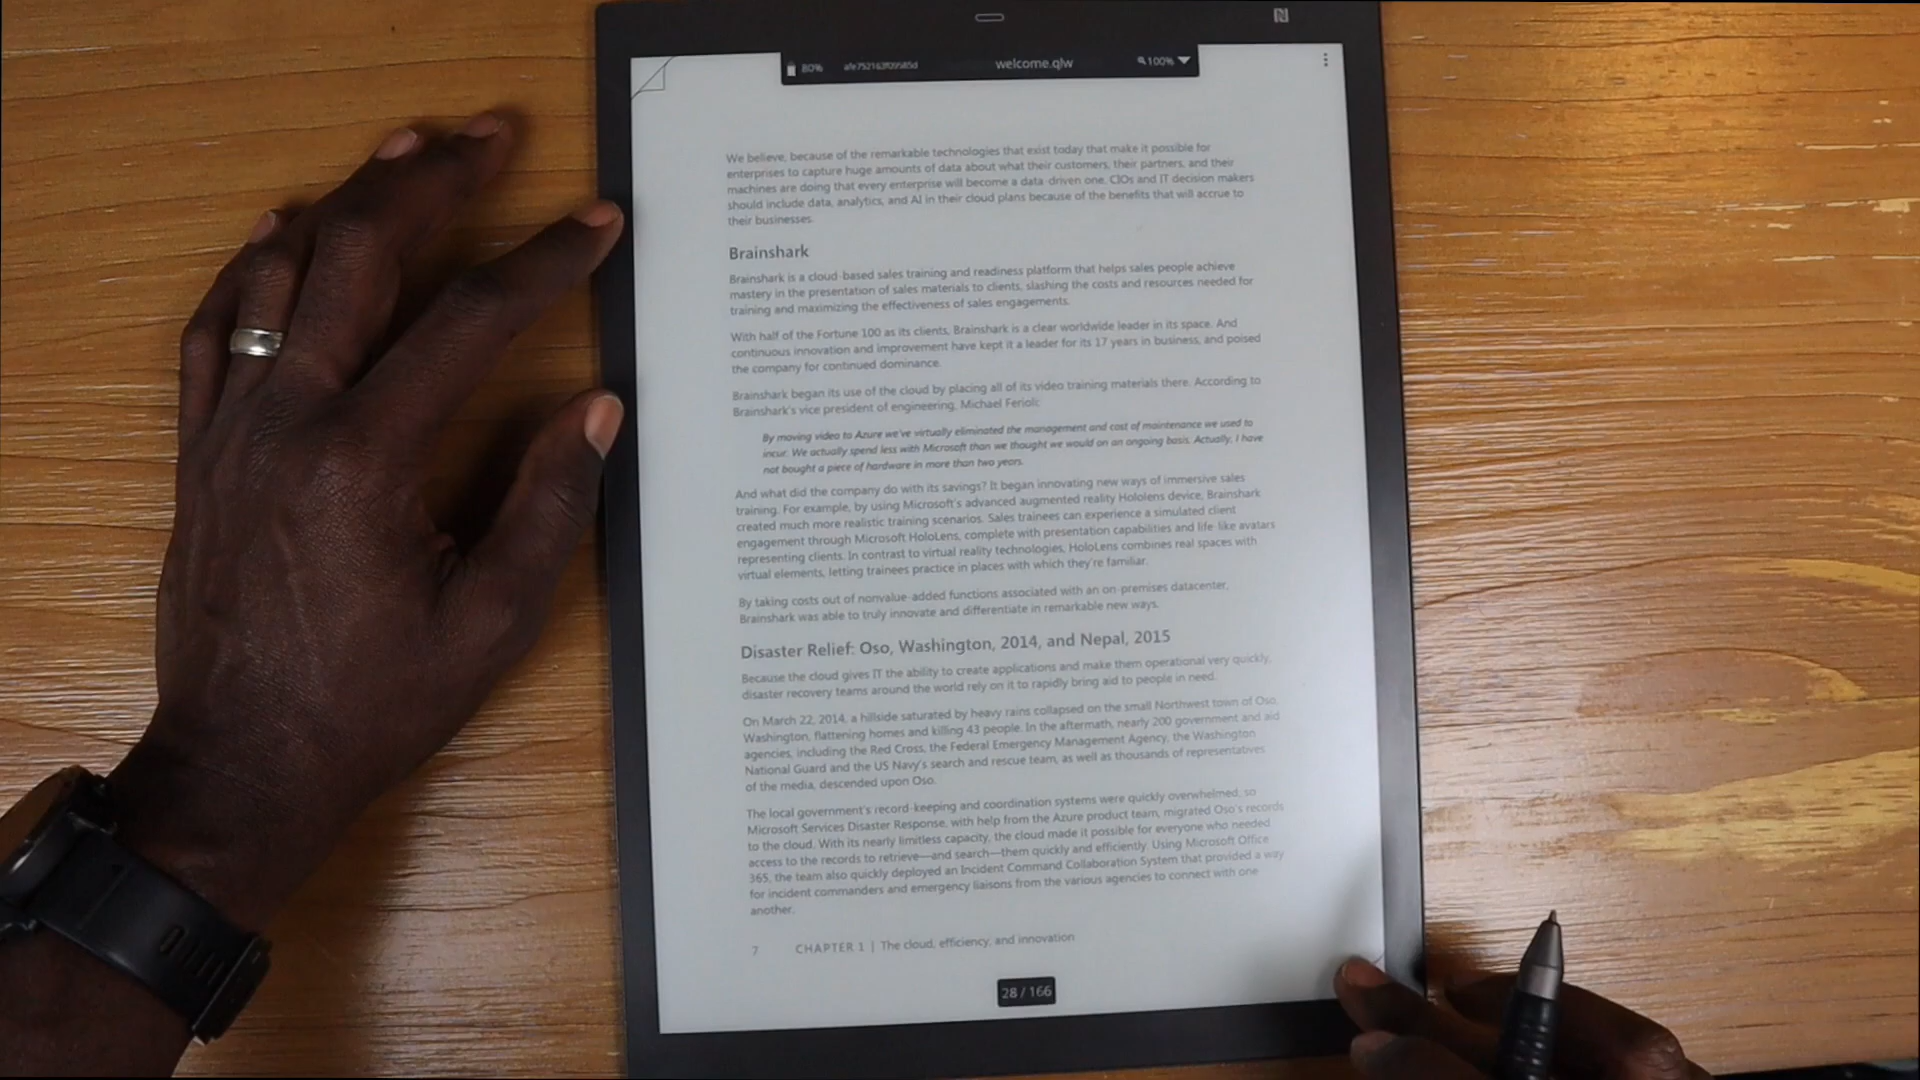 80%
welcome.qlw
100%
We believe, because of the remarkable technologies that exist today that make it possible for
enterprises to capture huge amounts of data about what their customers, their partners, and their
machines are doing that every enterprise will become a data-driven one. CIOs and IT decision makers
should include data, analytics, and AI in their cloud plans because of the benefits that will accrue to
their businesses.
Brainshark
Brainshark is a cloud-based sales training and readiness platform that helps sales people achieve
mastery in the presentation of sales materials to clients, slashing the costs and resources needed for
training and maximizing the effectiveness of sales engagements.
With half of the Fortune 100 as its clients, Brainshark is a clear worldwide leader in its space. And
continuous innovation and improvement have kept it a leader for its 17 years in business, and poised
the company for continued dominance.
Brainshark began its use of the cloud by placing all of its video training materials there. According to
Brainshark's vice president of engineering, Michael Ferioli:
By moving video to Azure we've virtually eliminated the management and cost of maintenance we used to
incur. We actually spend less with Microsoft than we thought we would on an ongoing basis. Actually, I have
not bought a piece of hardware in more than two years.
And what did the company do with its savings? It began innovating new ways of immersive sales
training. For example, by using Microsoft's advanced augmented reality Hololens device, Brainshark
created much more realistic training scenarios. Sales trainees can experience a simulated client
engagement through Microsoft HoloLens, complete with presentation capabilities and life-like avatars
representing clients. In contrast to virtual reality technologies, HoloLens combines real spaces with
virtual elements, letting trainees practice in places with which they're familiar.
By taking costs out of nonvalue-added functions associated with an on-premises datacenter,
Brainshark was able to truly innovate and differentiate in remarkable new ways.
Disaster Relief: Oso, Washington, 2014, and Nepal, 2015
Because the cloud gives IT the ability to create applications and make them operational very quickly,
disaster recovery teams around the world rely on it to rapidly bring aid to people in need.
On March 22, 2014, a hillside saturated by heavy rains collapsed on the small Northwest town of Oso,
Washington, flattening homes and killing 43 people. In the aftermath, nearly 200 government and aid
agencies, including the Red Cross, the Federal Emergency Management Agency, the Washington
National Guard and the US Navy's search and rescue team, as well as thousands of representatives
of the media, descended upon Oso.
The local government's record-keeping and coordination systems were quickly overwhelmed, so
Microsoft Services Disaster Response, with help from the Azure product team, migrated Oso's records
to the cloud. With its nearly limitless capacity, the cloud made it possible for everyone who needed
access to the records to retrieve—and search—them quickly and efficiently. Using Microsoft Office
365, the team also quickly deployed an Incident Command Collaboration System that provided a way
for incident commanders and emergency liaisons from the various agencies to connect with one
another.
7 CHAPTER 1 | The cloud, efficiency, and innovation
28 / 166